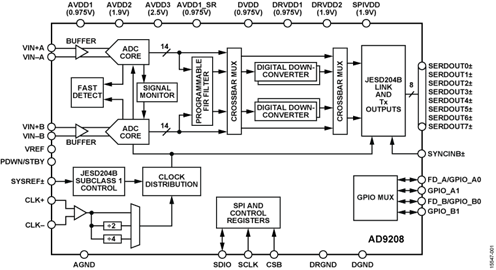 AVDD1 AVDD2 AVDD3 AVDD1_SR DVDD DRVDD1 DRVDD2 SPIVDD
(0.975V) (1.9V) (2.5V) (0.975V) (0.975V) (0.975V) (1.9V) (1.9V)
BUFFER
VIN+A
VIN–A
ADC
CORE
14
FAST
DETECT
SIGNAL
MONITOR
PROGRAMMABLE
FIR FILTER
CROSSBAR MUX
DIGITAL DOWN-
CONVERTER
DIGITAL DOWN-
CONVERTER
CROSSBAR MUX
JESD204B
LINK
AND
Tx
OUTPUTS
8
SERDOUT0±
SERDOUT1±
SERDOUT2±
SERDOUT3±
SERDOUT4±
SERDOUT5±
SERDOUT6±
SERDOUT7±
VIN+B
VIN–B
BUFFER
ADC
CORE
14
VREF
PDWN/STBY
SYNCINB±
SYSREF±
JESD204B
SUBCLASS 1
CONTROL
CLOCK
DISTRIBUTION
CLK+
CLK–
÷2
÷4
SPI AND
CONTROL
REGISTERS
GPIO MUX
FD_A/GPIO_A0
GPIO_A1
FD_B/GPIO_B0
GPIO_B1
AD9208
AGND SDIO SCLK CSB DRGND DGND
15547-001